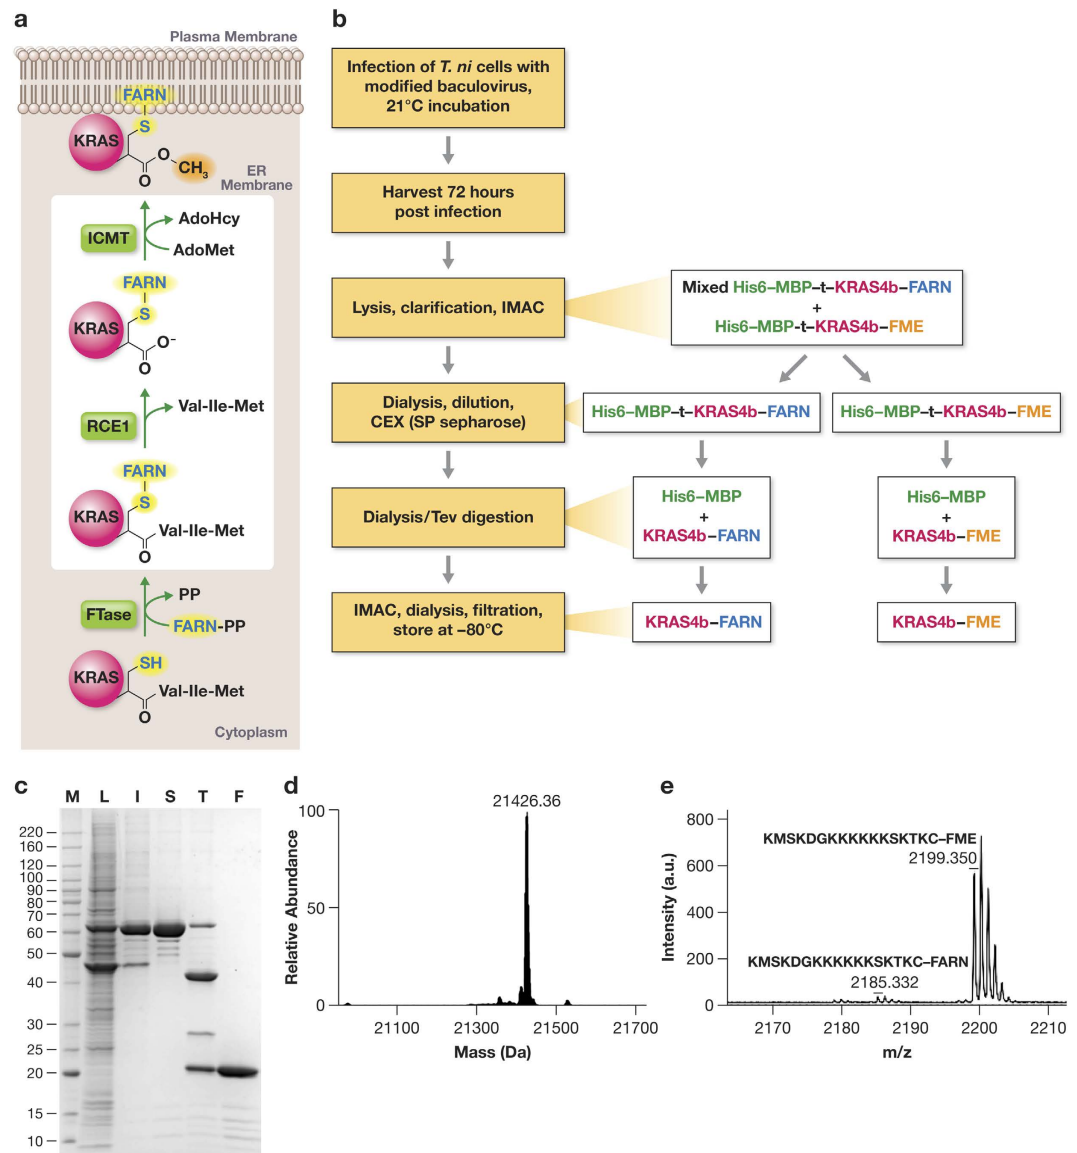 a
Plasma Membrane
FARN
S
KRAS
O
CH3
O
ER
Membrane
AdoHcy
ICMT
AdoMet
FARN
S
KRAS
O−
O
Val-Ile-Met
RCE1
FARN
S
KRAS
Val-Ile-Met
O
PP
FTase
FARN-PP
SH
KRAS
Val-Ile-Met
O
Cytoplasm
b
Infection of T. ni cells with
modified baculovirus,
21°C incubation
Harvest 72 hours
post infection
Lysis, clarification, IMAC
Mixed His6–MBP–t–KRAS4b–FARN
+
His6–MBP-t–KRAS4b–FME
Dialysis, dilution,
CEX (SP sepharose)
His6–MBP–t–KRAS4b–FARN
His6–MBP–t–KRAS4b–FME
Dialysis/Tev digestion
His6–MBP
+
KRAS4b–FARN
His6–MBP
+
KRAS4b–FME
IMAC, dialysis, filtration,
store at –80°C
KRAS4b–FARN
KRAS4b–FME
c
M L I S T F
220
160
120
100
90
80
70
60
50
40
30
25
20
15
10
d
21426.36
100
50
0
Relative Abundance
21100 21300 21500 21700
Mass (Da)
e
800
600
400
200
0
Intensity (a.u.)
KMSKDGKKKKKKSKTKC–FME
2199.350
KMSKDGKKKKKKSKTKC–FARN
2185.332
2170 2180 2190 2200 2210
m/z